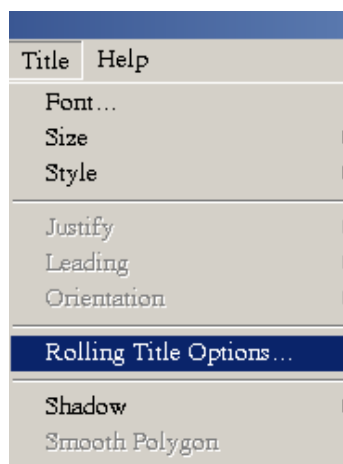 Title Help
Font...
Size
Style
Justify
Leading
Orientation
Rolling Title Options...
Shadow
Smooth Polygon